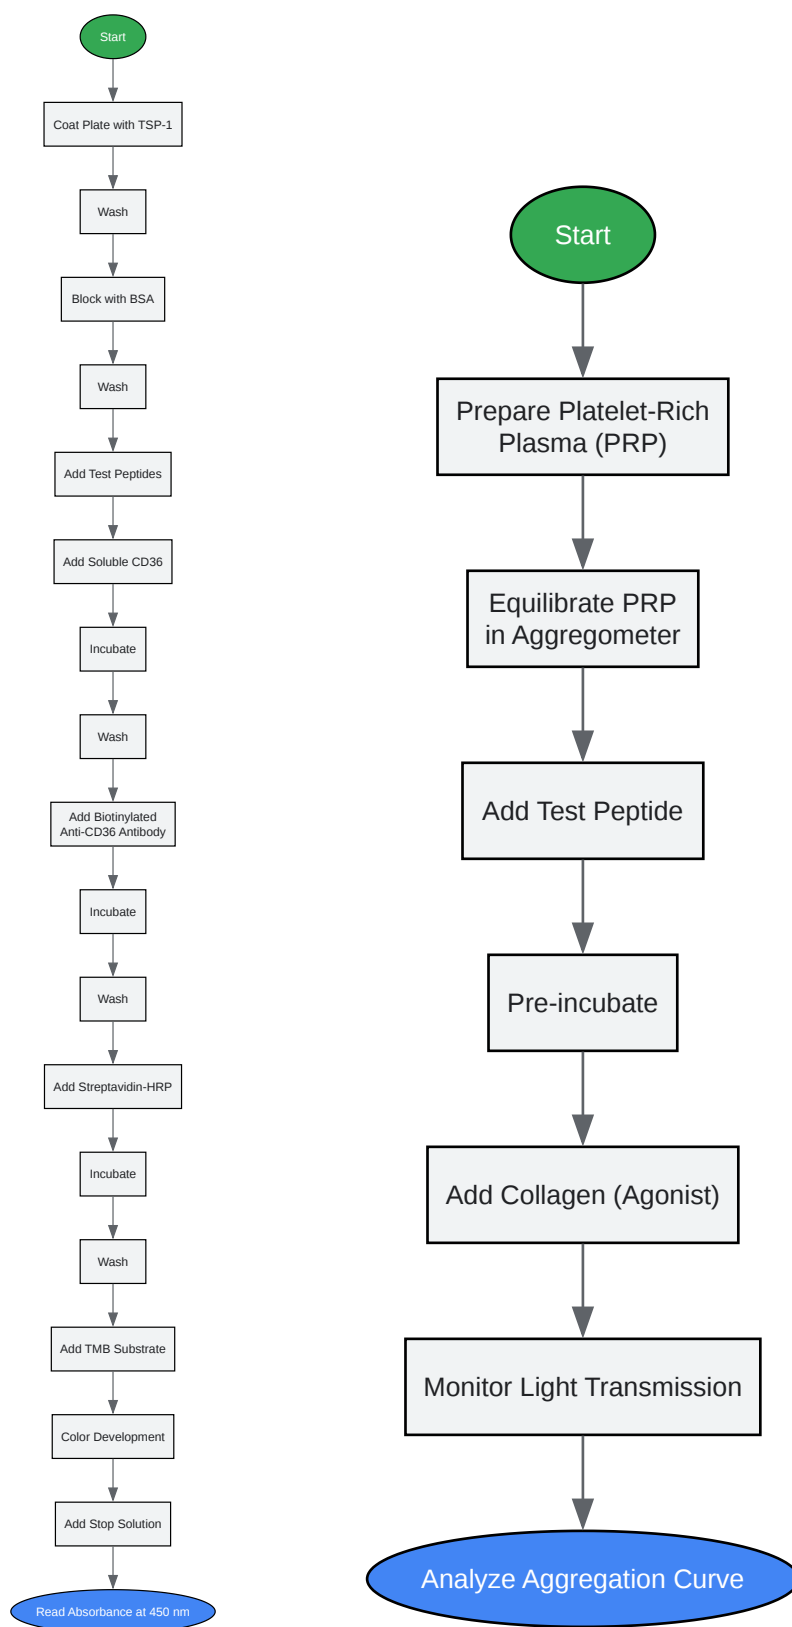 Start
Coat Plate with TSP-1
Wash
Block with BSA
Wash
Add Test Peptides
Add Soluble CD36
Incubate
Wash
Add Biotinylated
Anti-CD36 Antibody
Incubate
Wash
Add Streptavidin-HRP
Incubate
Wash
Add TMB Substrate
Color Development
Add Stop Solution
Read Absorbance at 450 nm
Start
Prepare Platelet-Rich
Plasma (PRP)
Equilibrate PRP
in Aggregometer
Add Test Peptide
Pre-incubate
Add Collagen (Agonist)
Monitor Light Transmission
Analyze Aggregation Curve